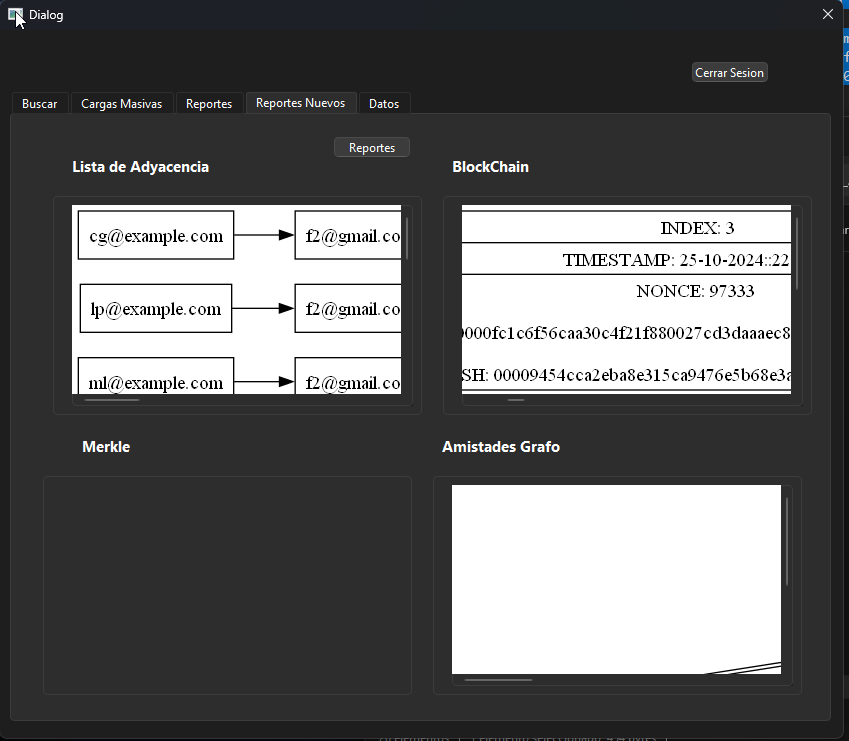 Dialog
Cerrar Sesion
Buscar
Cargas Masivas
Reportes
Reportes Nuevos
Datos
Reportes
Lista de Adyacencia
BlockChain
cg@example.com
f2@gmail.co
lp@example.com
f2@gmail.co
ml@example.com
f2@gmail.co
INDEX: 3
TIMESTAMP: 25-10-2024::22
NONCE: 97333
0000fc1c6f56caa30c4f21f880027cd3daaaec8
SH: 00009454cca2eba8e315ca9476e5b68e3a
Merkle
Amistades Grafo